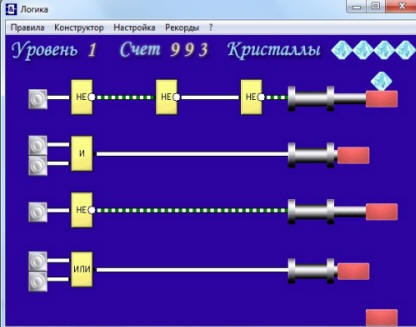 Логика
Правила Конструктор Настройка Рекорды ?
Уровень 1 Счет 993 Кристаллы
НЕ НЕ НЕ
И
НЕ
ИЛИ